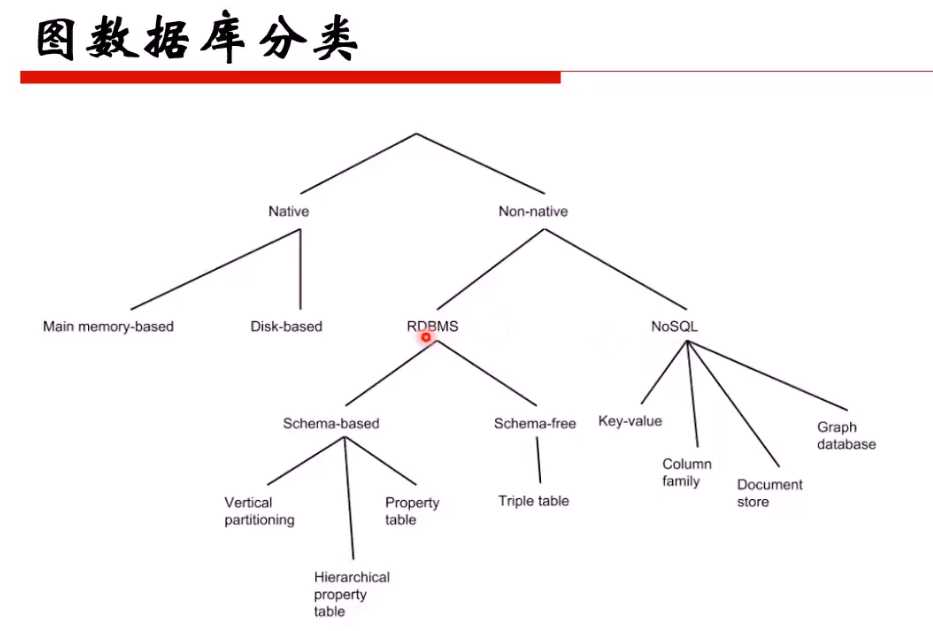 图数据库分类
Native
Non-native
Main memory-based
Disk-based
RDBMS
NoSQL
Schema-based
Schema-free
Key-value
Graph
database
Column
family
Document
store
Vertical
partitioning
Property
table
Triple table
Hierarchical
property
table